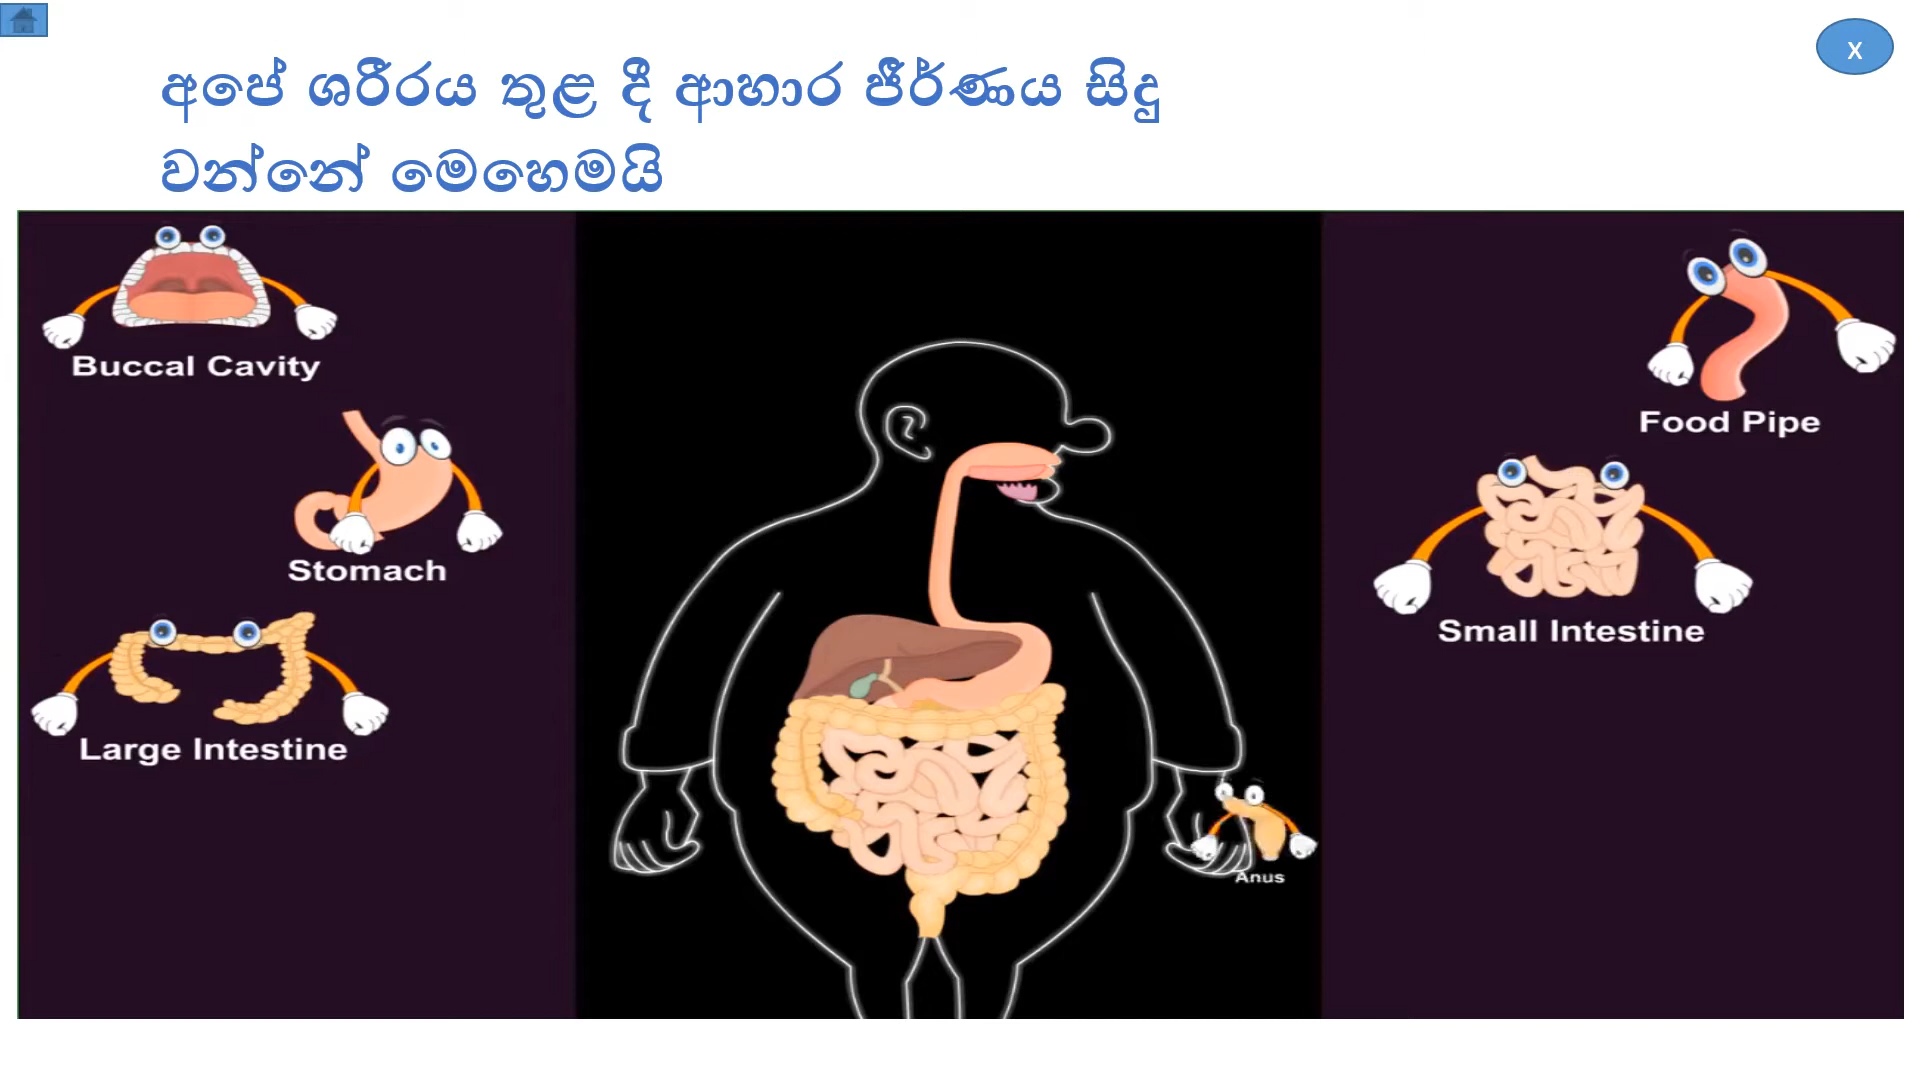 X
අපේ ශරීරය තුළ දී ආහාර ජීර්ණය සිදු
වන්නේ මෙහෙමයි
Buccal Cavity
Food Pipe
Stomach
Small Intestine
Large Intestine
Anus